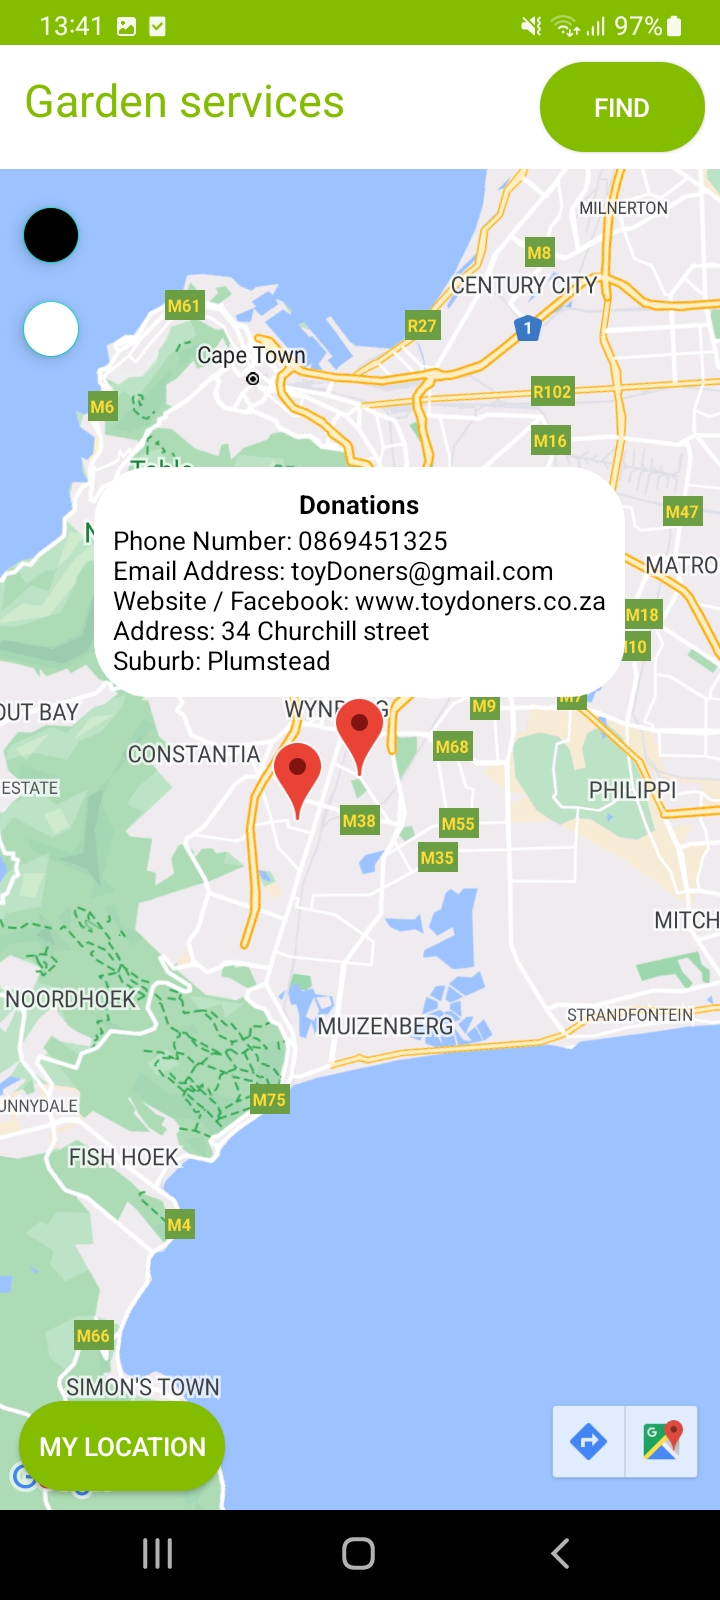 13:41
97%
Garden services
FIND
MILNERTON
M8
CENTURY CITY
M61
R27
1
Cape Town
R102
M6
M16
M47
MATRO
Donations
Phone Number: 0869451325
Email Address: toyDoners@gmail.com
Website / Facebook: www.toydoners.co.za
Address: 34 Churchill street
Suburb: Plumstead
M18
M10
M7
M9
OUT BAY
WYNBERG
M68
CONSTANTIA
ESTATE
PHILIPPI
M38
M55
M35
MITCH
NOORDHOEK
STRANDFONTEIN
MUIZENBERG
M75
UNNYDALE
FISH HOEK
M4
M66
SIMON'S TOWN
MY LOCATION
G